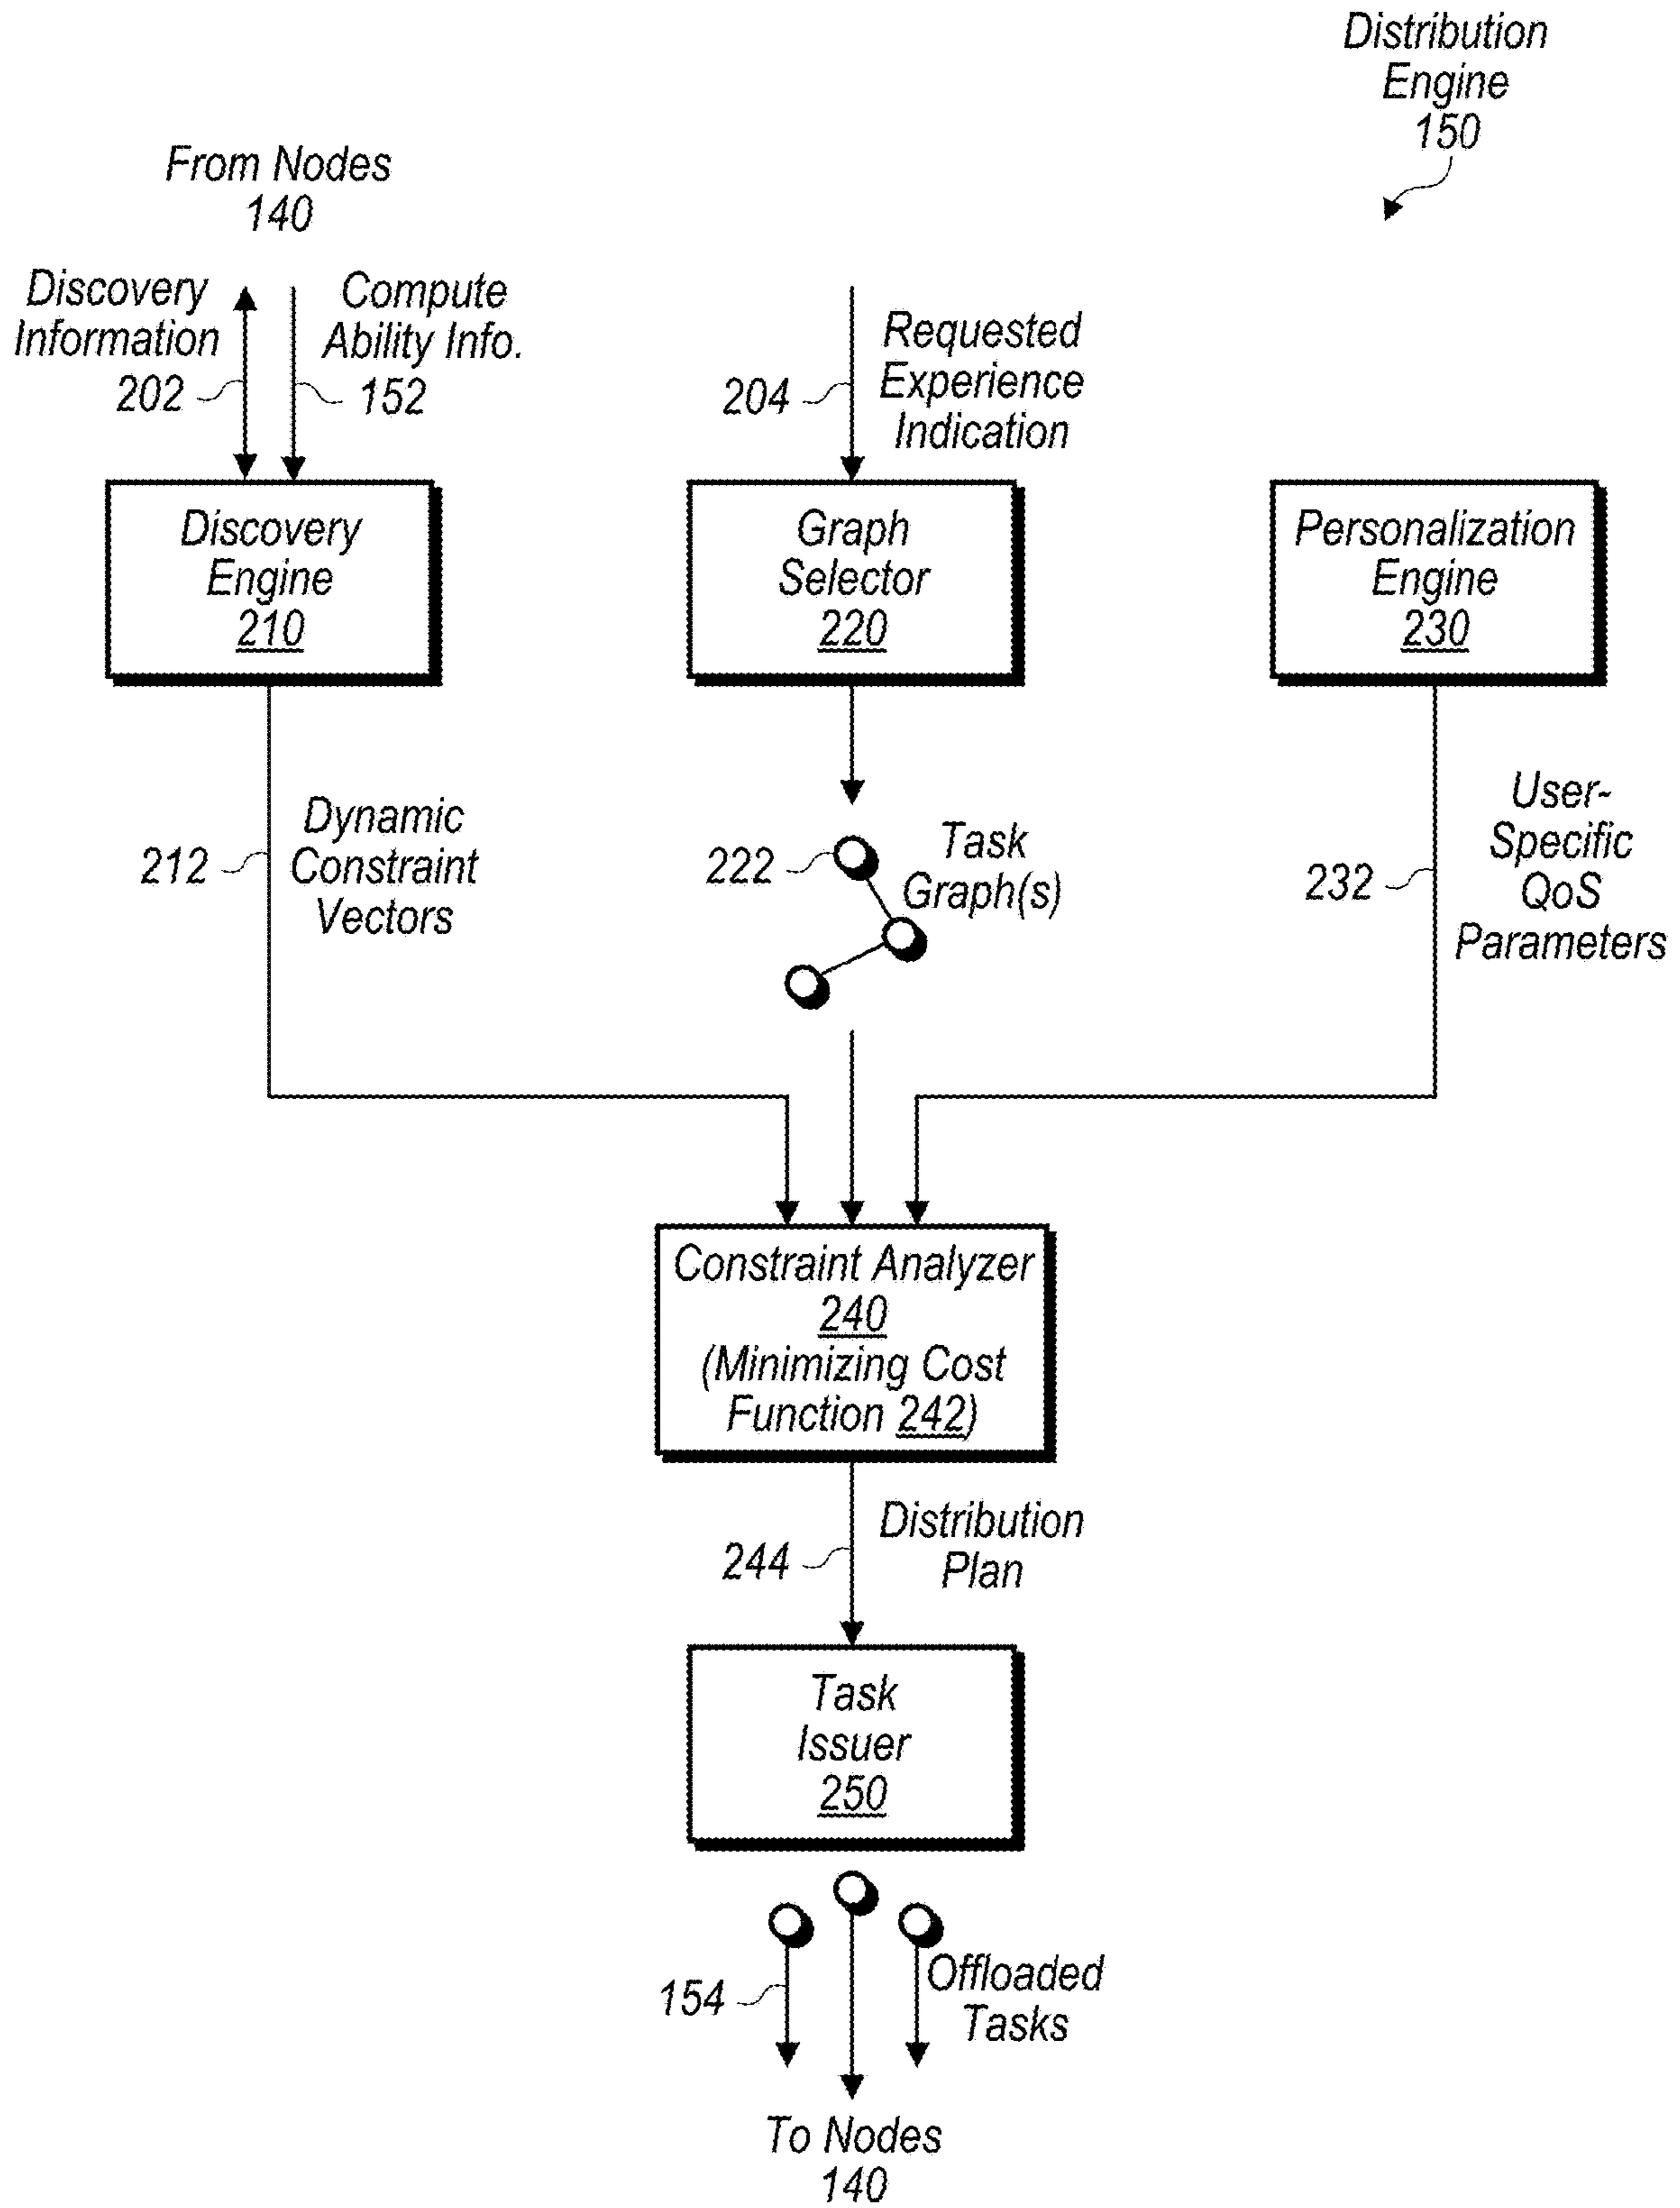 Distribution
Engine
150
From Nodes
140
Discovery
Information
202
Compute
Ability Info.
152
204
Requested
Experience
Indication
Discovery
Engine
210
Graph
Selector
220
Personalization
Engine
230
212
Dynamic
Constraint
Vectors
222
Task
Graph(s)
232
User-
Specific
QoS
Parameters
Constraint Analyzer
240
(Minimizing Cost
Function 242)
244
Distribution
Plan
Task
Issuer
250
154
Offloaded
Tasks
To Nodes
140